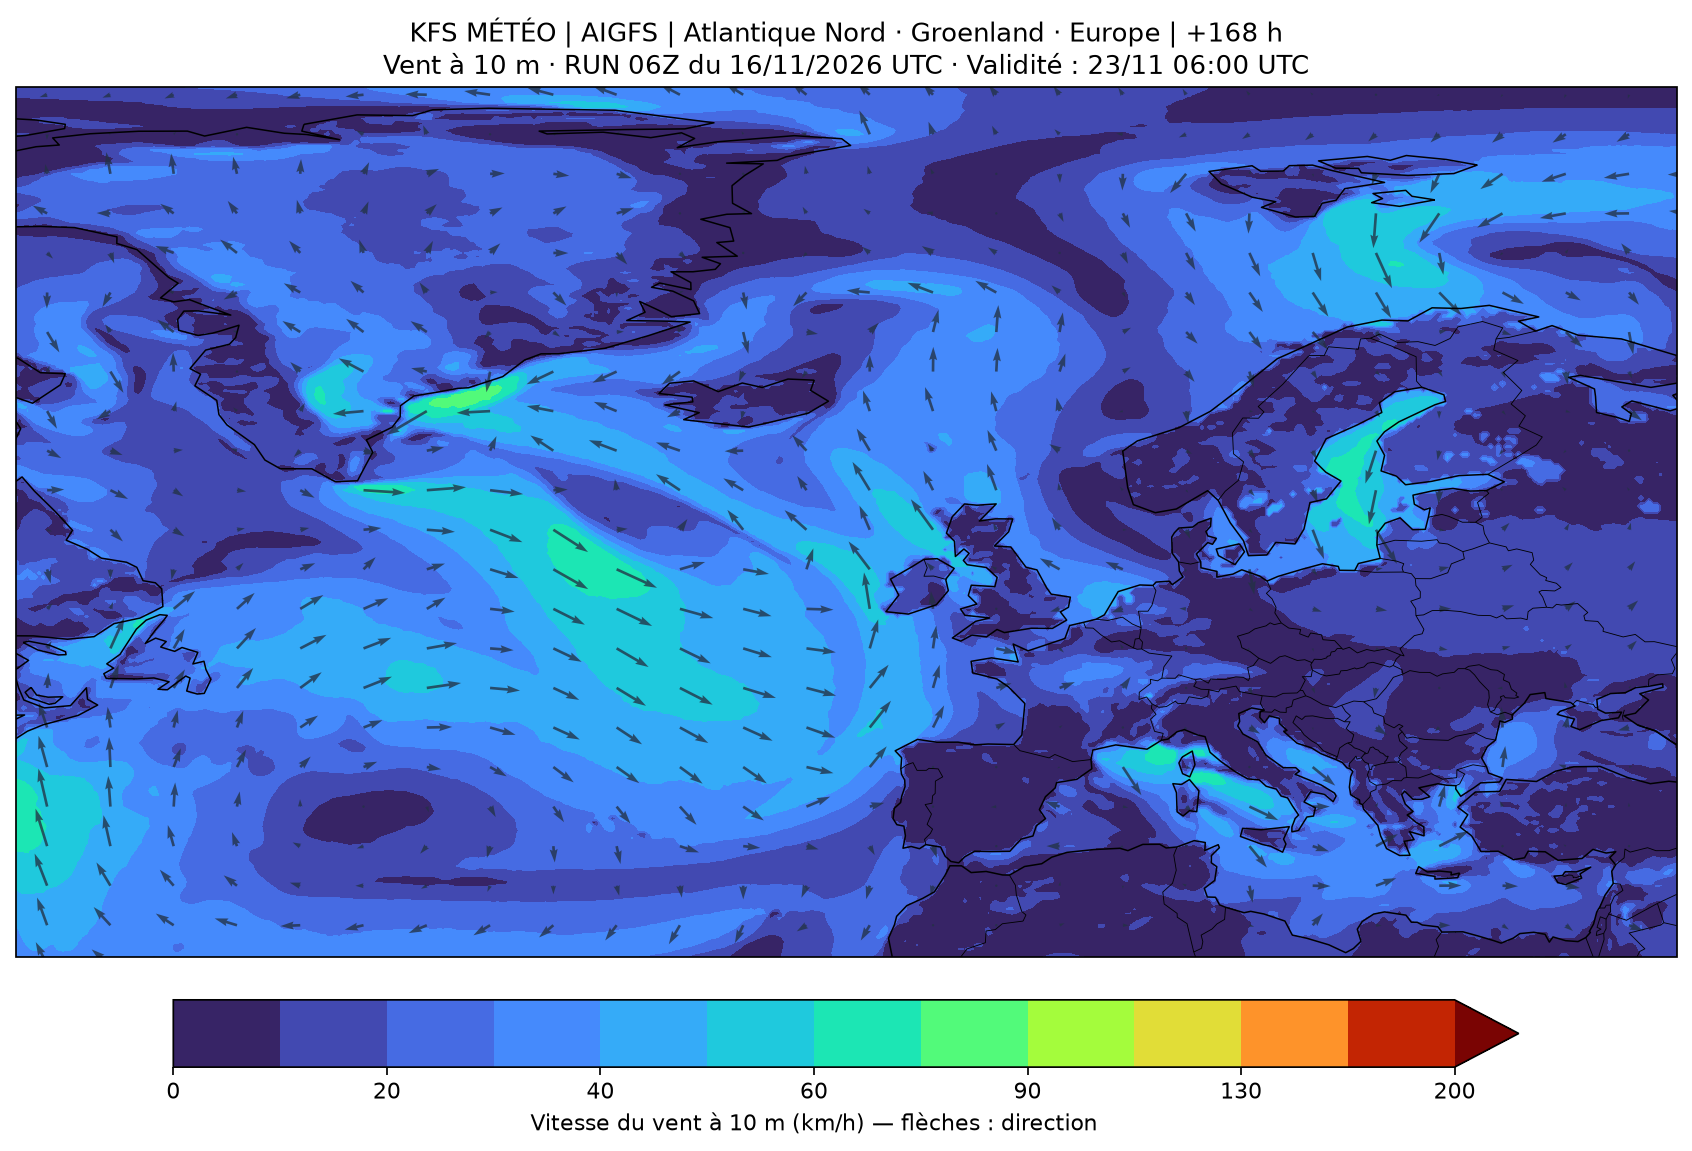 KFS MÉTÉO | AIGFS | Atlantique Nord · Groenland · Europe | +168 h
Vent à 10 m · RUN 06Z du 16/11/2026 UTC · Validité : 23/11 06:00 UTC
0 20 40 60 90 130 200
Vitesse du vent à 10 m (km/h) — flèches : direction